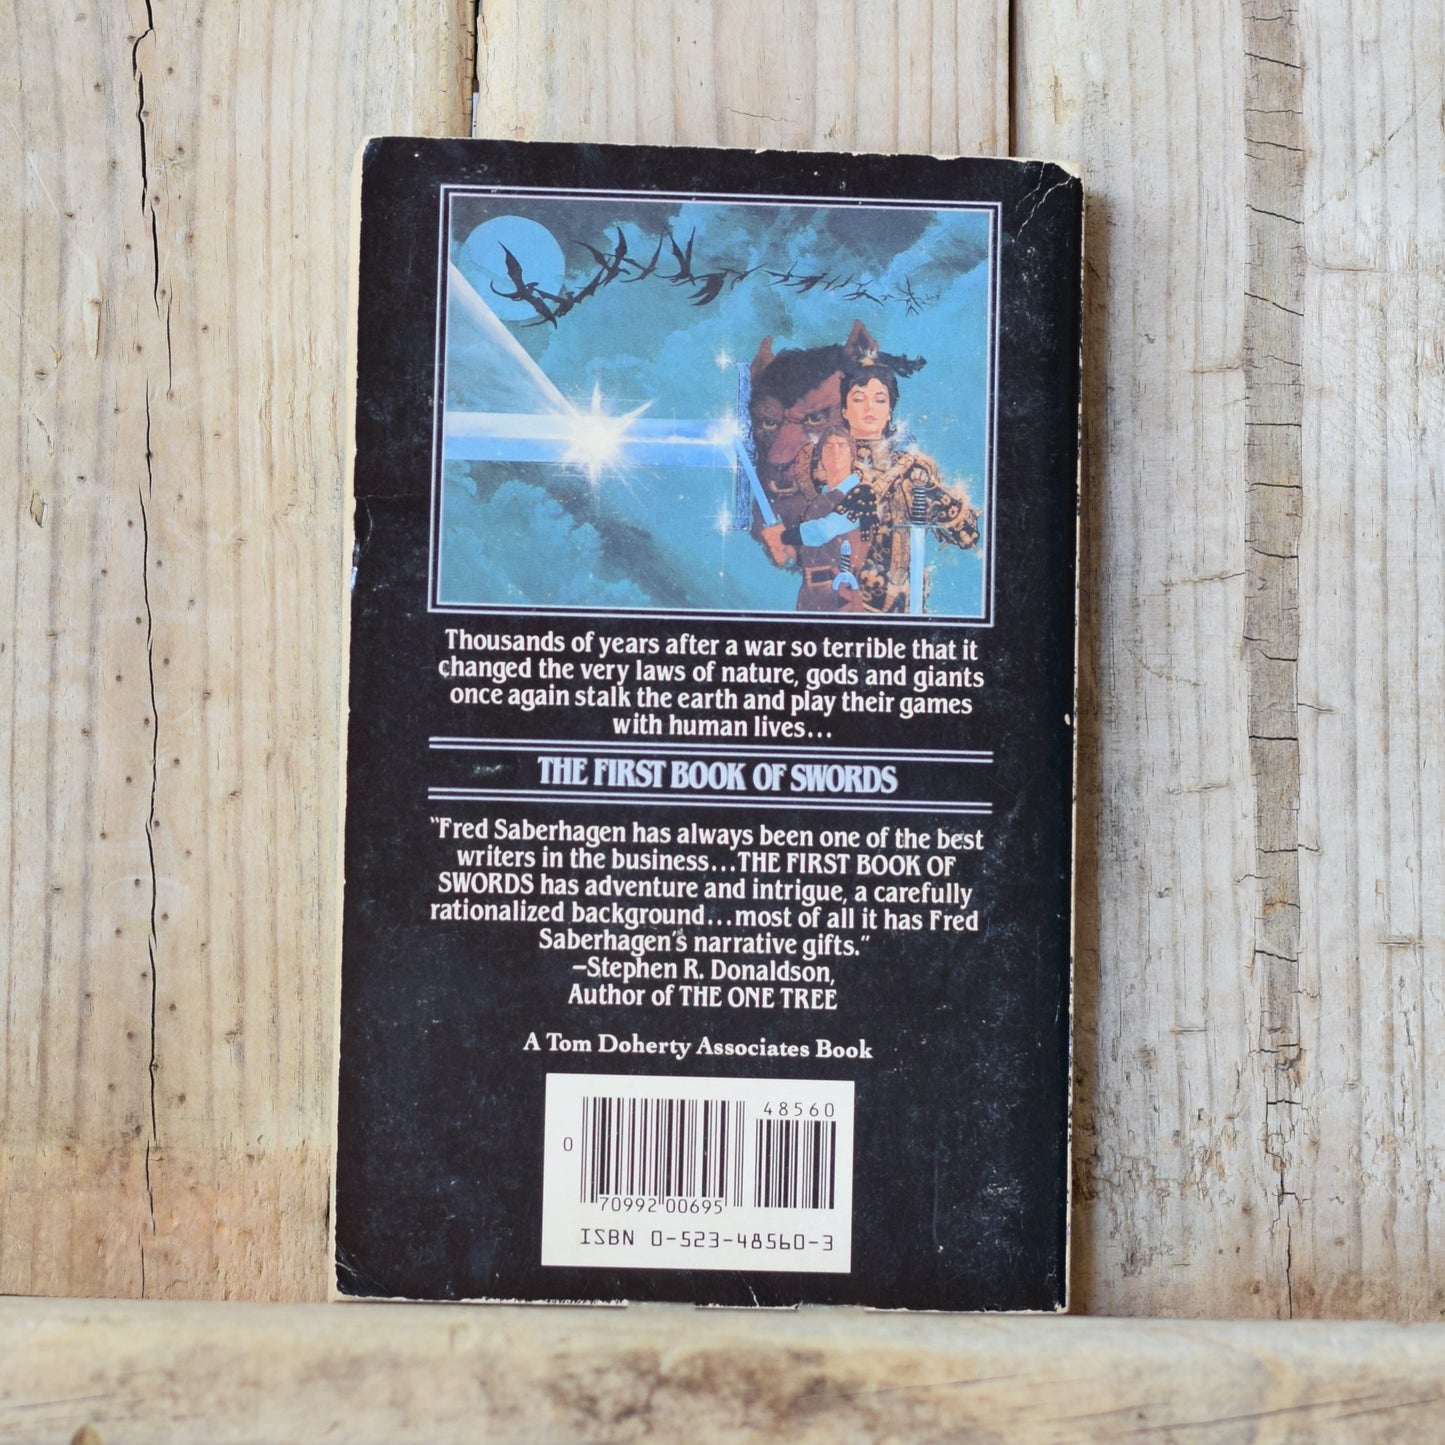 Thousands of years after a war so terrible that it
changed the very laws of nature, gods and giants
once again stalk the earth and play their games
with human lives...
THE FIRST BOOK OF SWORDS
"Fred Saberhagen has always been one of the best
writers in the business...THE FIRST BOOK OF
SWORDS has adventure and intrigue, a carefully
rationalized background...most of all it has Fred
Saberhagen's narrative gifts."
–Stephen R. Donaldson,
Author of THE ONE TREE
A Tom Doherty Associates Book
48560
0
70992 00695
ISBN 0-523-48560-3